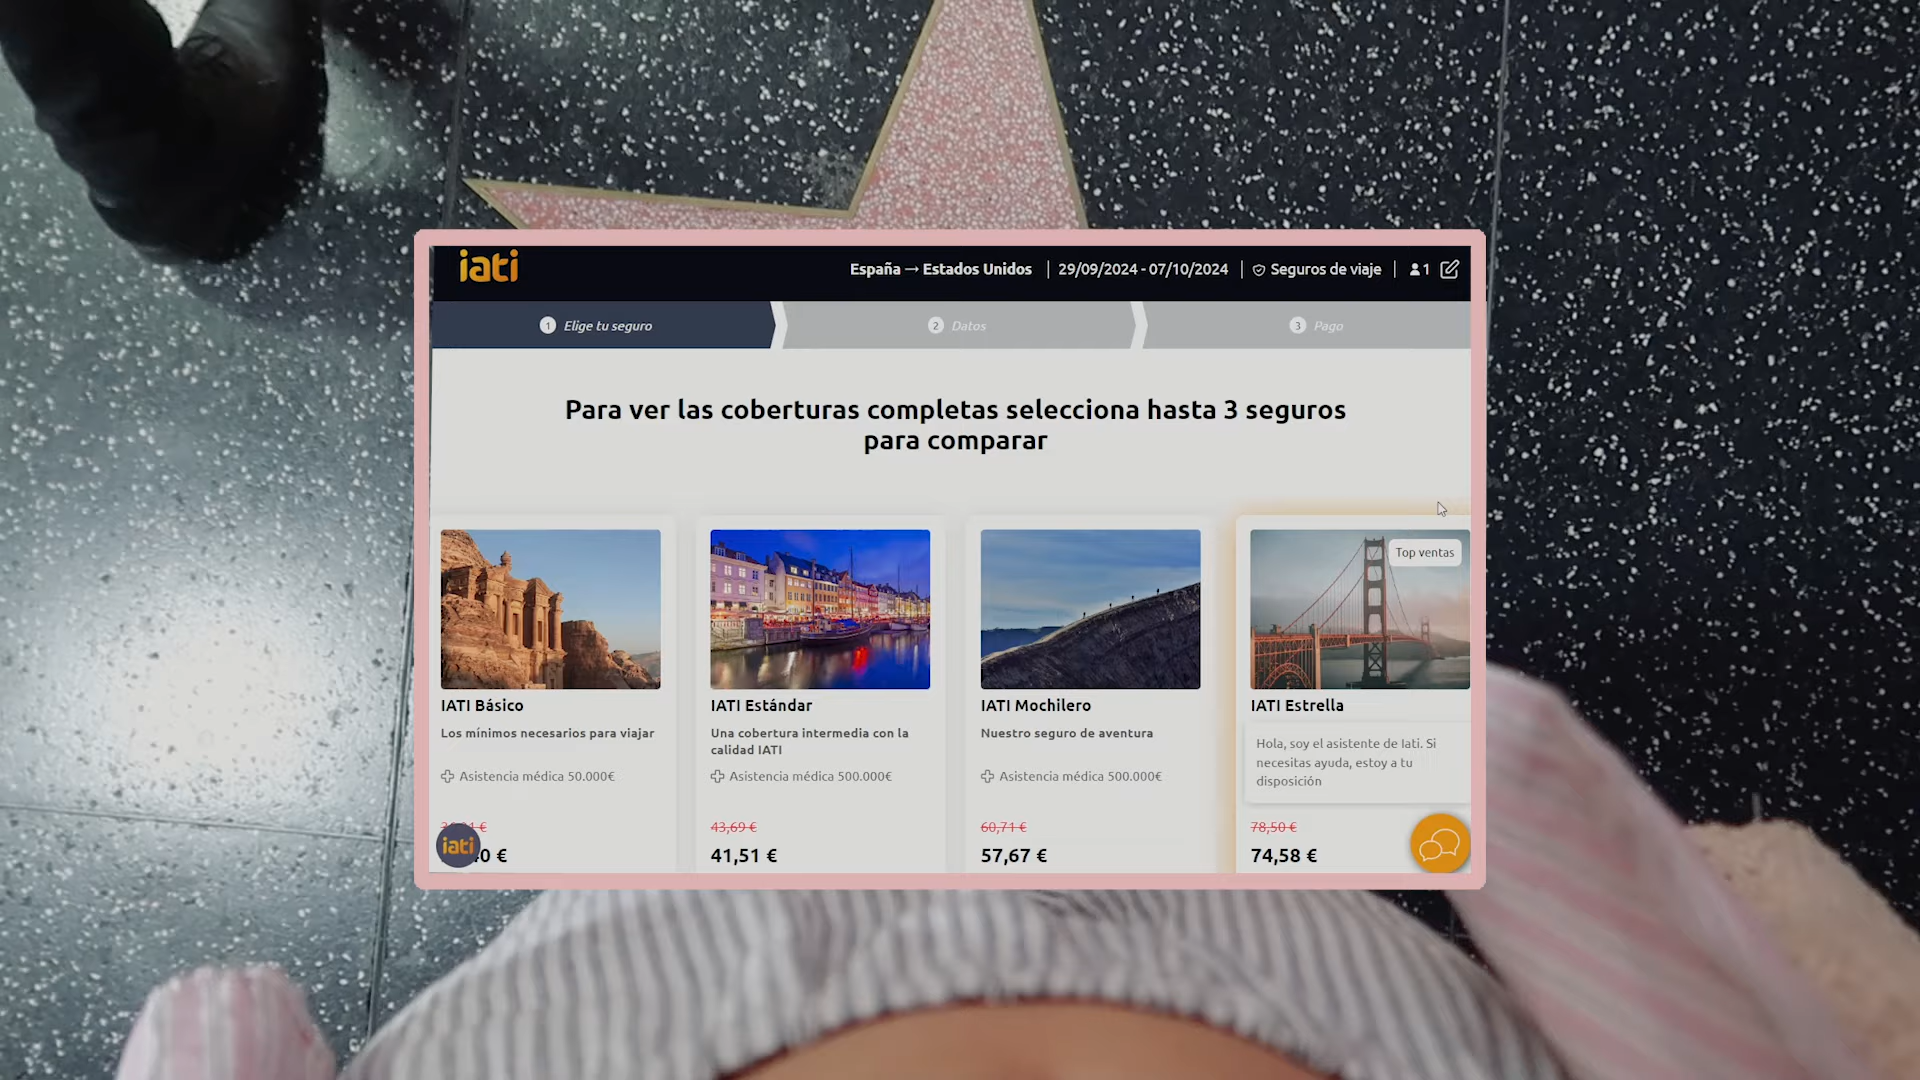 iati
España → Estados Unidos | 29/09/2024 - 07/10/2024 | Seguros de viaje | 1
1 Elige tu seguro
2 Datos
3 Pago
Para ver las coberturas completas selecciona hasta 3 seguros
para comparar
IATI Básico
Los mínimos necesarios para viajar
Asistencia médica 50.000€
0 €
IATI Estándar
Una cobertura intermedia con la
calidad IATI
Asistencia médica 500.000€
43,69 €
41,51 €
IATI Mochilero
Nuestro seguro de aventura
Asistencia médica 500.000€
60,71 €
57,67 €
Top ventas
IATI Estrella
Hola, soy el asistente de Iati. Si
necesitas ayuda, estoy a tu
disposición
78,50 €
74,58 €
iati